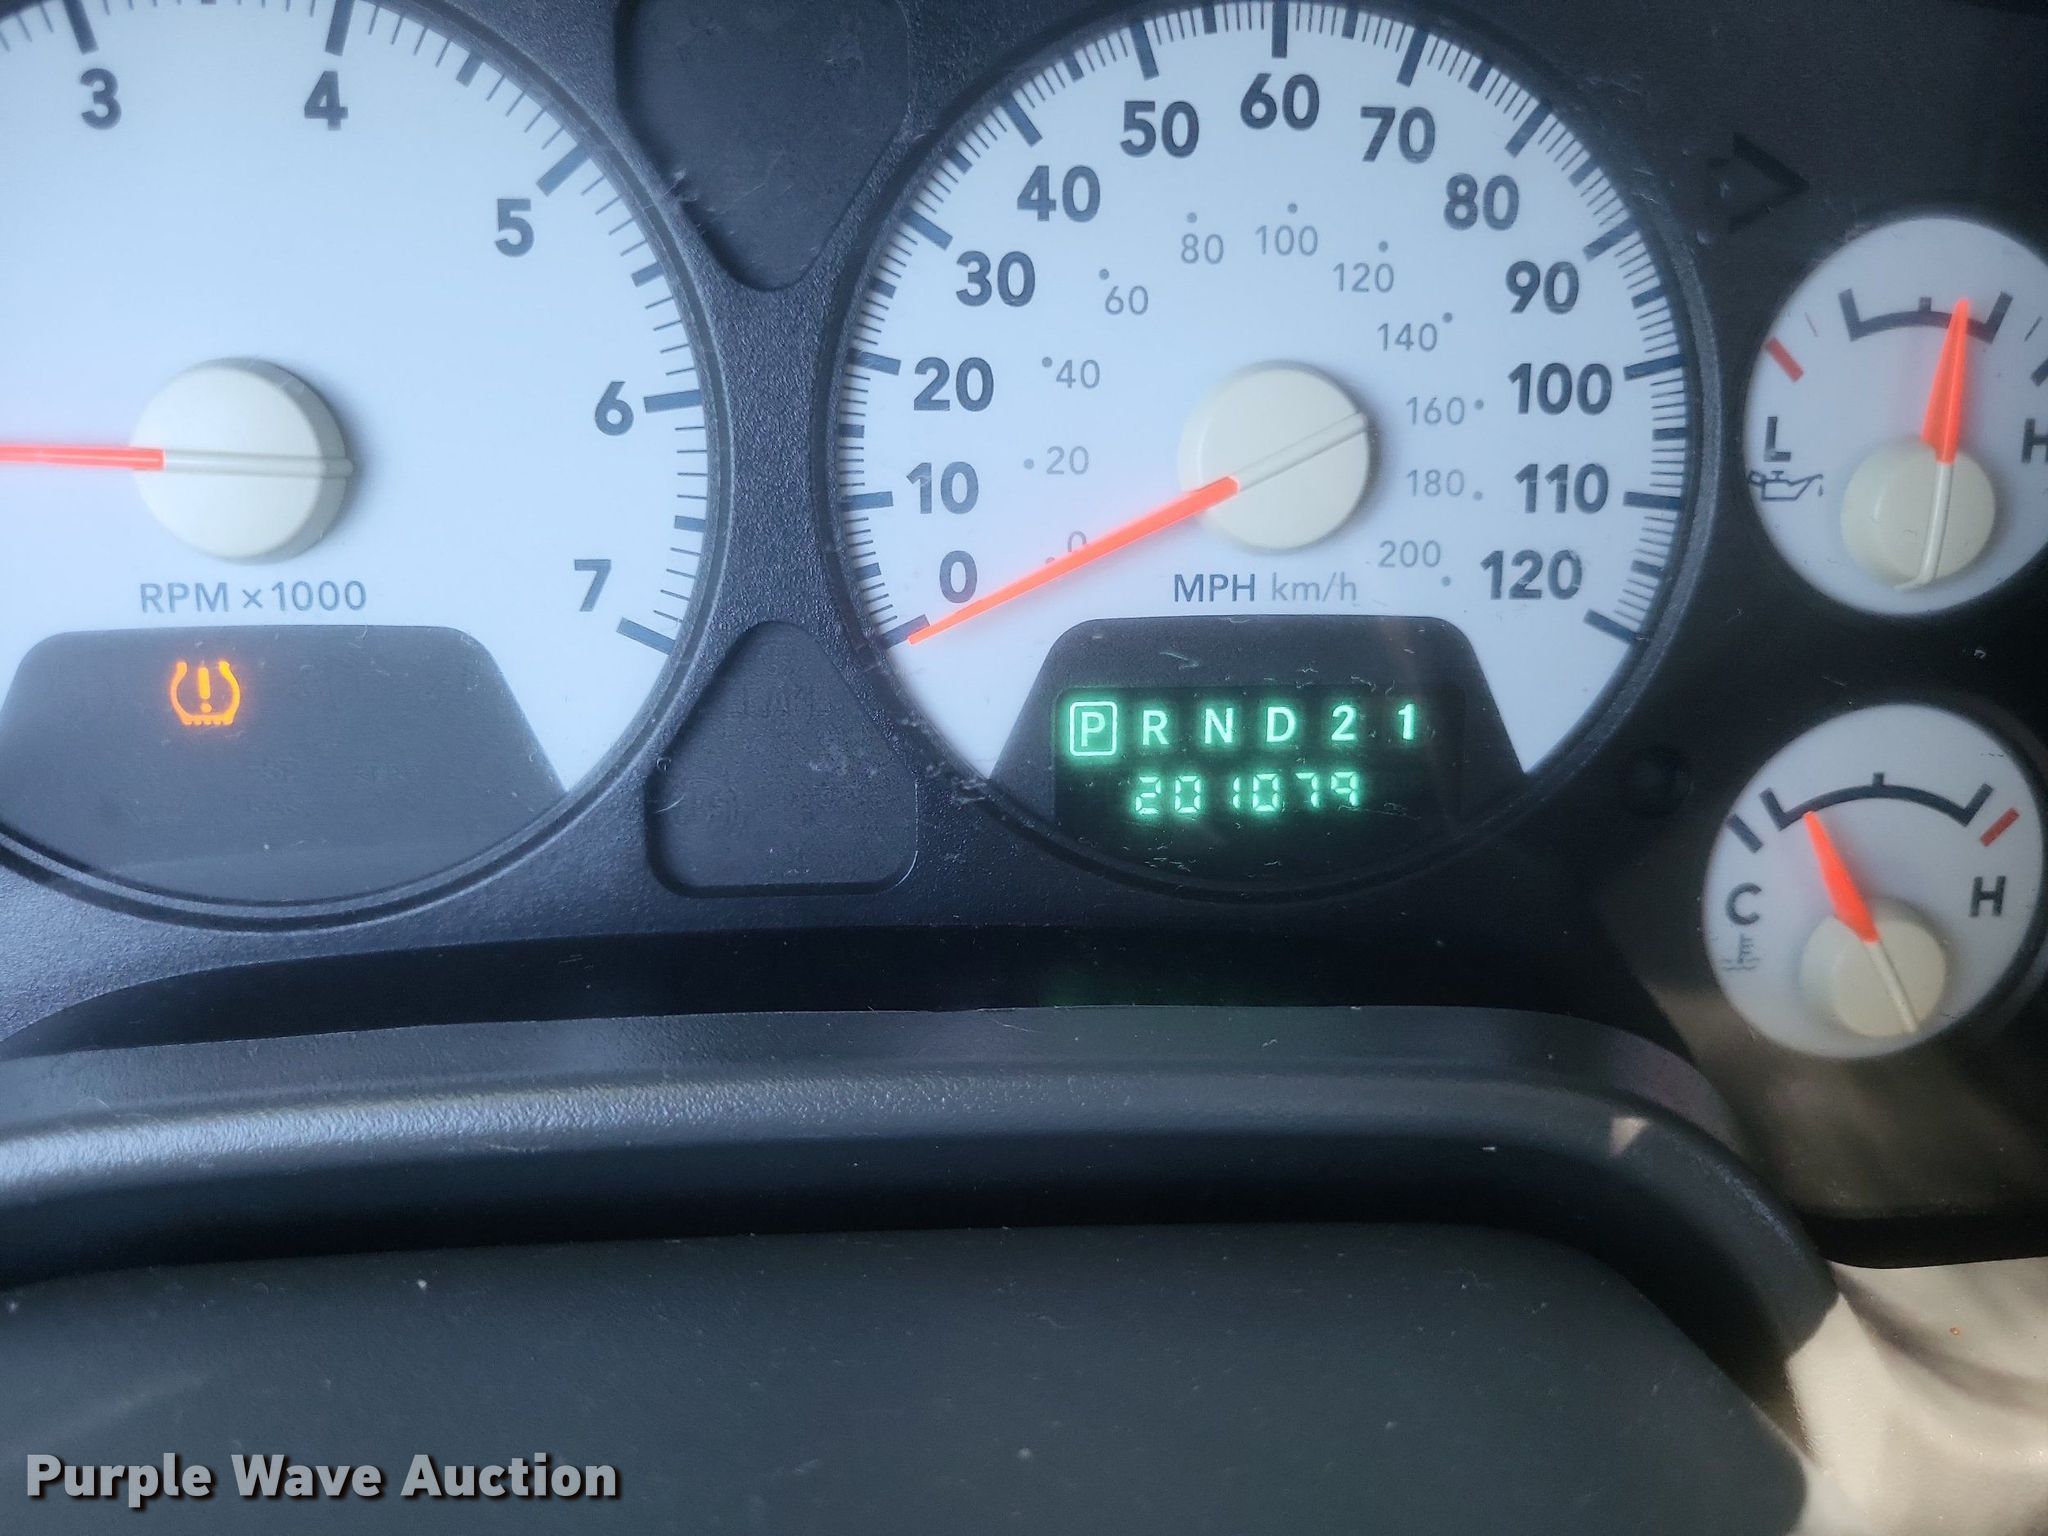 3 4 5 6 7
RPM x1000
0 10 20 30 40 50 60 70 80 90 100 110 120
0 20 40 60 80 100 120 140 160 180 200
MPH km/h
P R N D 2 1
201079
L H
C H
Purple Wave Auction